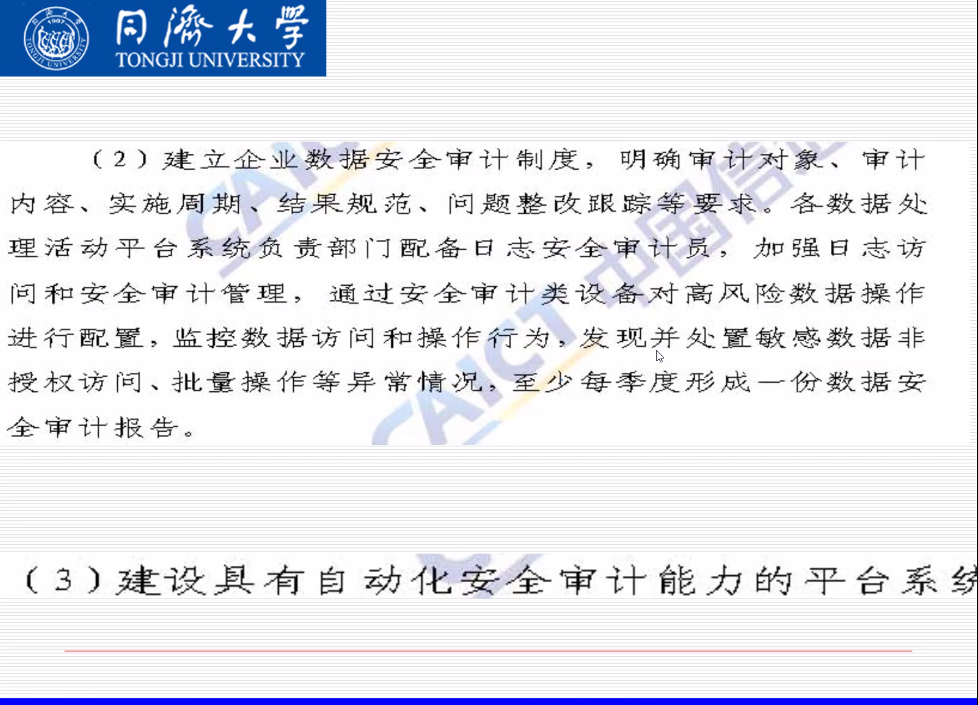 同濟大學
TONGJI UNIVERSITY
（2）建立企业数据安全审计制度，明确审计对象、审计
内容、实施周期、结果规范、问题整改跟踪等要求。各数据处
理活动平台系统负责部门配备日志安全审计员，加强日志访
问和安全审计管理，通过安全审计类设备对高风险数据操作
进行配置，监控数据访问和操作行为，发现并处置敏感数据非
授权访问、批量操作等异常情况，至少每季度形成一份数据安
全审计报告。
CAICT 中国信
CAICT
（3）建设具有自动化安全审计能力的平台系统